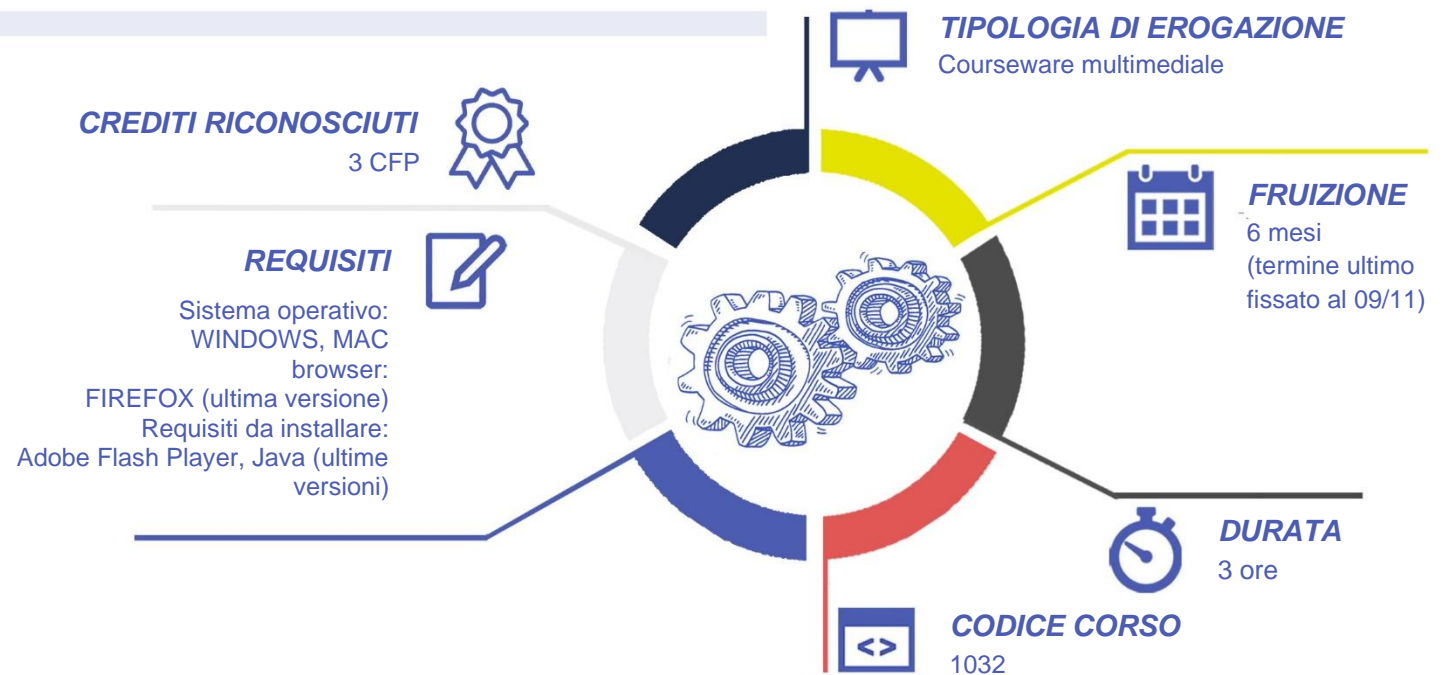 TIPOLOGIA DI EROGAZIONE
Courseware multimediale
CREDITI RICONOSCIUTI
3 CFP
FRUIZIONE
6 mesi
(termine ultimo
fissato al 09/11)
REQUISITI
Sistema operativo:
WINDOWS, MAC
browser:
FIREFOX (ultima versione)
Requisiti da installare:
Adobe Flash Player, Java (ultime
versioni)
DURATA
3 ore
<>
CODICE CORSO
1032